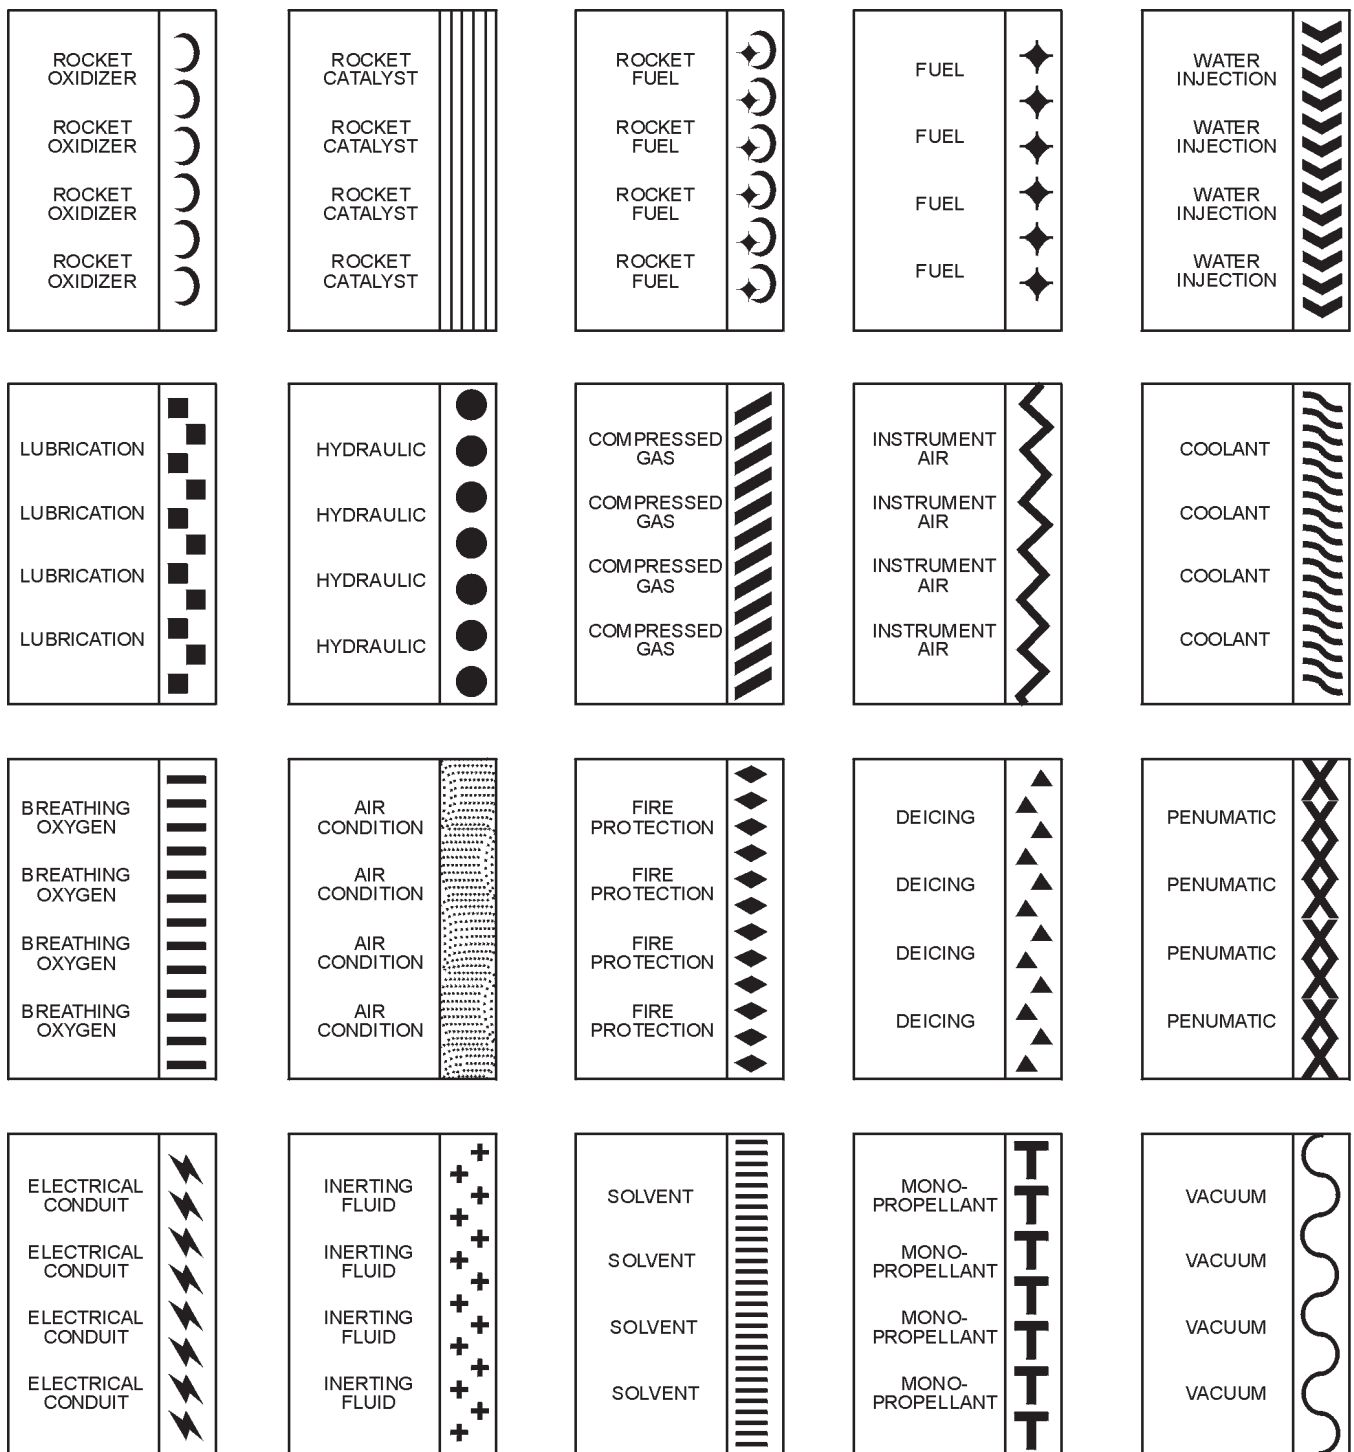 ROCKET
OXIDIZER
ROCKET
OXIDIZER
ROCKET
OXIDIZER
ROCKET
OXIDIZER
ROCKET
CATALYST
ROCKET
CATALYST
ROCKET
CATALYST
ROCKET
CATALYST
ROCKET
FUEL
ROCKET
FUEL
ROCKET
FUEL
ROCKET
FUEL
FUEL
FUEL
FUEL
FUEL
WATER
INJECTION
WATER
INJECTION
WATER
INJECTION
WATER
INJECTION
LUBRICATION
LUBRICATION
LUBRICATION
LUBRICATION
HYDRAULIC
HYDRAULIC
HYDRAULIC
HYDRAULIC
COMPRESSED
GAS
COMPRESSED
GAS
COMPRESSED
GAS
COMPRESSED
GAS
INSTRUMENT
AIR
INSTRUMENT
AIR
INSTRUMENT
AIR
INSTRUMENT
AIR
COOLANT
COOLANT
COOLANT
COOLANT
BREATHING
OXYGEN
BREATHING
OXYGEN
BREATHING
OXYGEN
BREATHING
OXYGEN
AIR
CONDITION
AIR
CONDITION
AIR
CONDITION
AIR
CONDITION
FIRE
PROTECTION
FIRE
PROTECTION
FIRE
PROTECTION
FIRE
PROTECTION
DEICING
DEICING
DEICING
DEICING
PENUMATIC
PENUMATIC
PENUMATIC
PENUMATIC
ELECTRICAL
CONDUIT
ELECTRICAL
CONDUIT
ELECTRICAL
CONDUIT
ELECTRICAL
CONDUIT
INERTING
FLUID
INERTING
FLUID
INERTING
FLUID
INERTING
FLUID
SOLVENT
SOLVENT
SOLVENT
SOLVENT
MONO-
PROPELLANT
MONO-
PROPELLANT
MONO-
PROPELLANT
MONO-
PROPELLANT
VACUUM
VACUUM
VACUUM
VACUUM